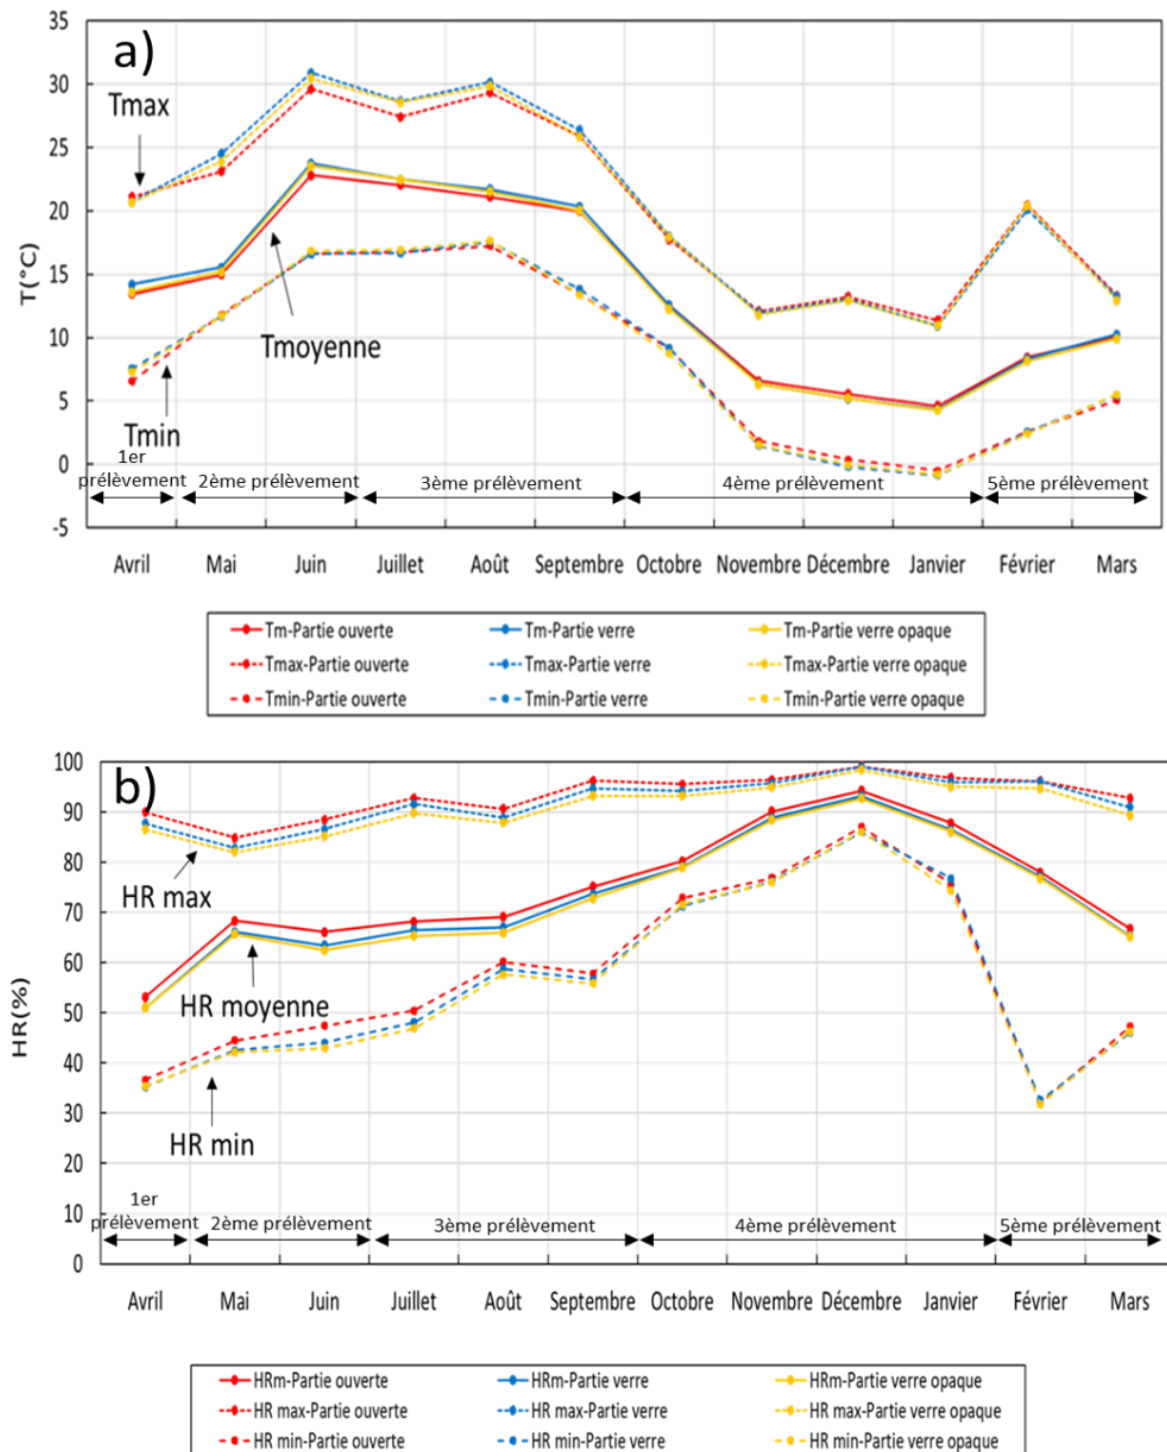 35
a)
30
Tmax
25
20
T(°C)
15
10
Tmoyenne
5
Tmin
1er
0
prélèvement 2ème prélèvement 3ème prélèvement 4ème prélèvement 5ème prélèvement
-5
Avril Mai Juin Juillet Août Septembre Octobre Novembre Décembre Janvier Février Mars
Tm-Partie ouverte Tm-Partie verre Tm-Partie verre opaque
Tmax-Partie ouverte Tmax-Partie verre Tmax-Partie verre opaque
Tmin-Partie ouverte Tmin-Partie verre Tmin-Partie verre opaque
100
b)
90
HR max
80
70
60
HR moyenne
HR(%)
50
40
30
HR min
20
1er
10
prélèvement 2ème prélèvement 3ème prélèvement 4ème prélèvement 5ème prélèvement
0
Avril Mai Juin Juillet Août Septembre Octobre Novembre Décembre Janvier Février Mars
HRm-Partie ouverte HRm-Partie verre HRm-Partie verre opaque
HR max-Partie ouverte HR max-Partie verre HR max-Partie verre opaque
HR min-Partie ouverte HR min-Partie verre HR min-Partie verre opaque